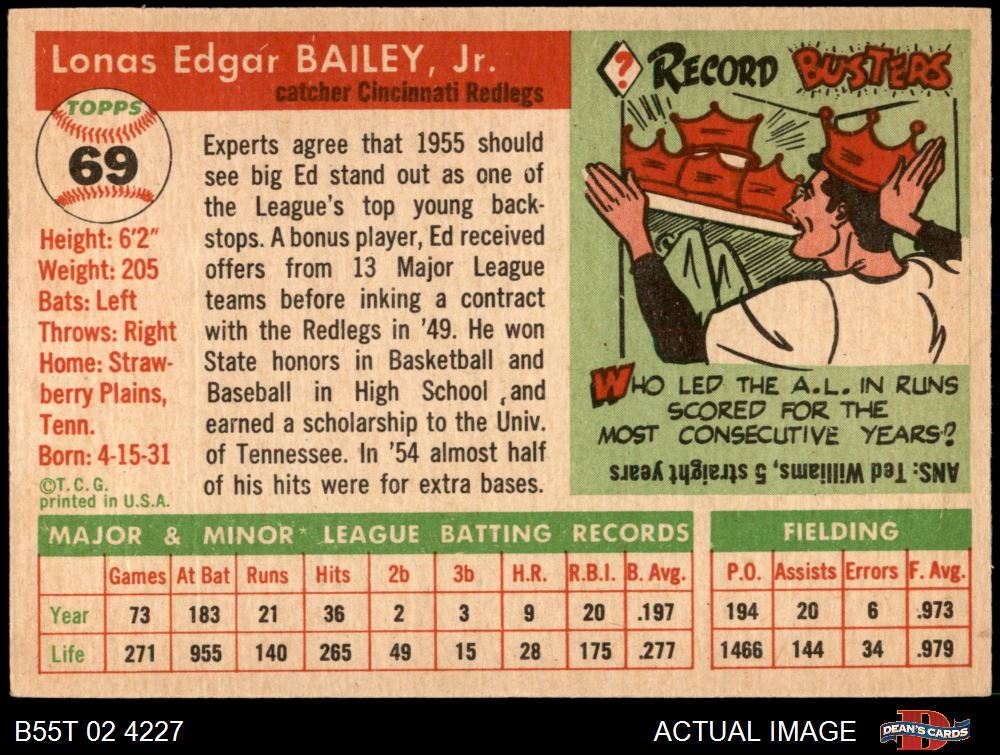 Lonas Edgar BAILEY, Jr.
catcher Cincinnati Redlegs
TOPPS
69
Height: 6'2"
Weight: 205
Bats: Left
Throws: Right
Home: Straw-
berry Plains,
Tenn.
Born: 4-15-31
©T.C.G.
printed in U.S.A.
Experts agree that 1955 should
see big Ed stand out as one of
the League's top young back-
stops. A bonus player, Ed received
offers from 13 Major League
teams before inking a contract
with the Redlegs in '49. He won
State honors in Basketball and
Baseball in High School and
earned a scholarship to the Univ.
of Tennessee. In '54 almost half
of his hits were for extra bases.
? RECORD BUSTERS
WHO LED THE A.L. IN RUNS
SCORED FOR THE
MOST CONSECUTIVE YEARS?
ANS: Ted Williams, 5 straight years
MAJOR & MINOR* LEAGUE BATTING RECORDS
Games At Bat Runs Hits 2b 3b H.R. R.B.I. B. Avg.
Year 73 183 21 36 2 3 9 20 .197
Life 271 955 140 265 49 15 28 175 .277
FIELDING
P.O. Assists Errors F. Avg.
194 20 6 .973
1466 144 34 .979
B55T 02 4227
ACTUAL IMAGE
D
DEAN'S CARDS